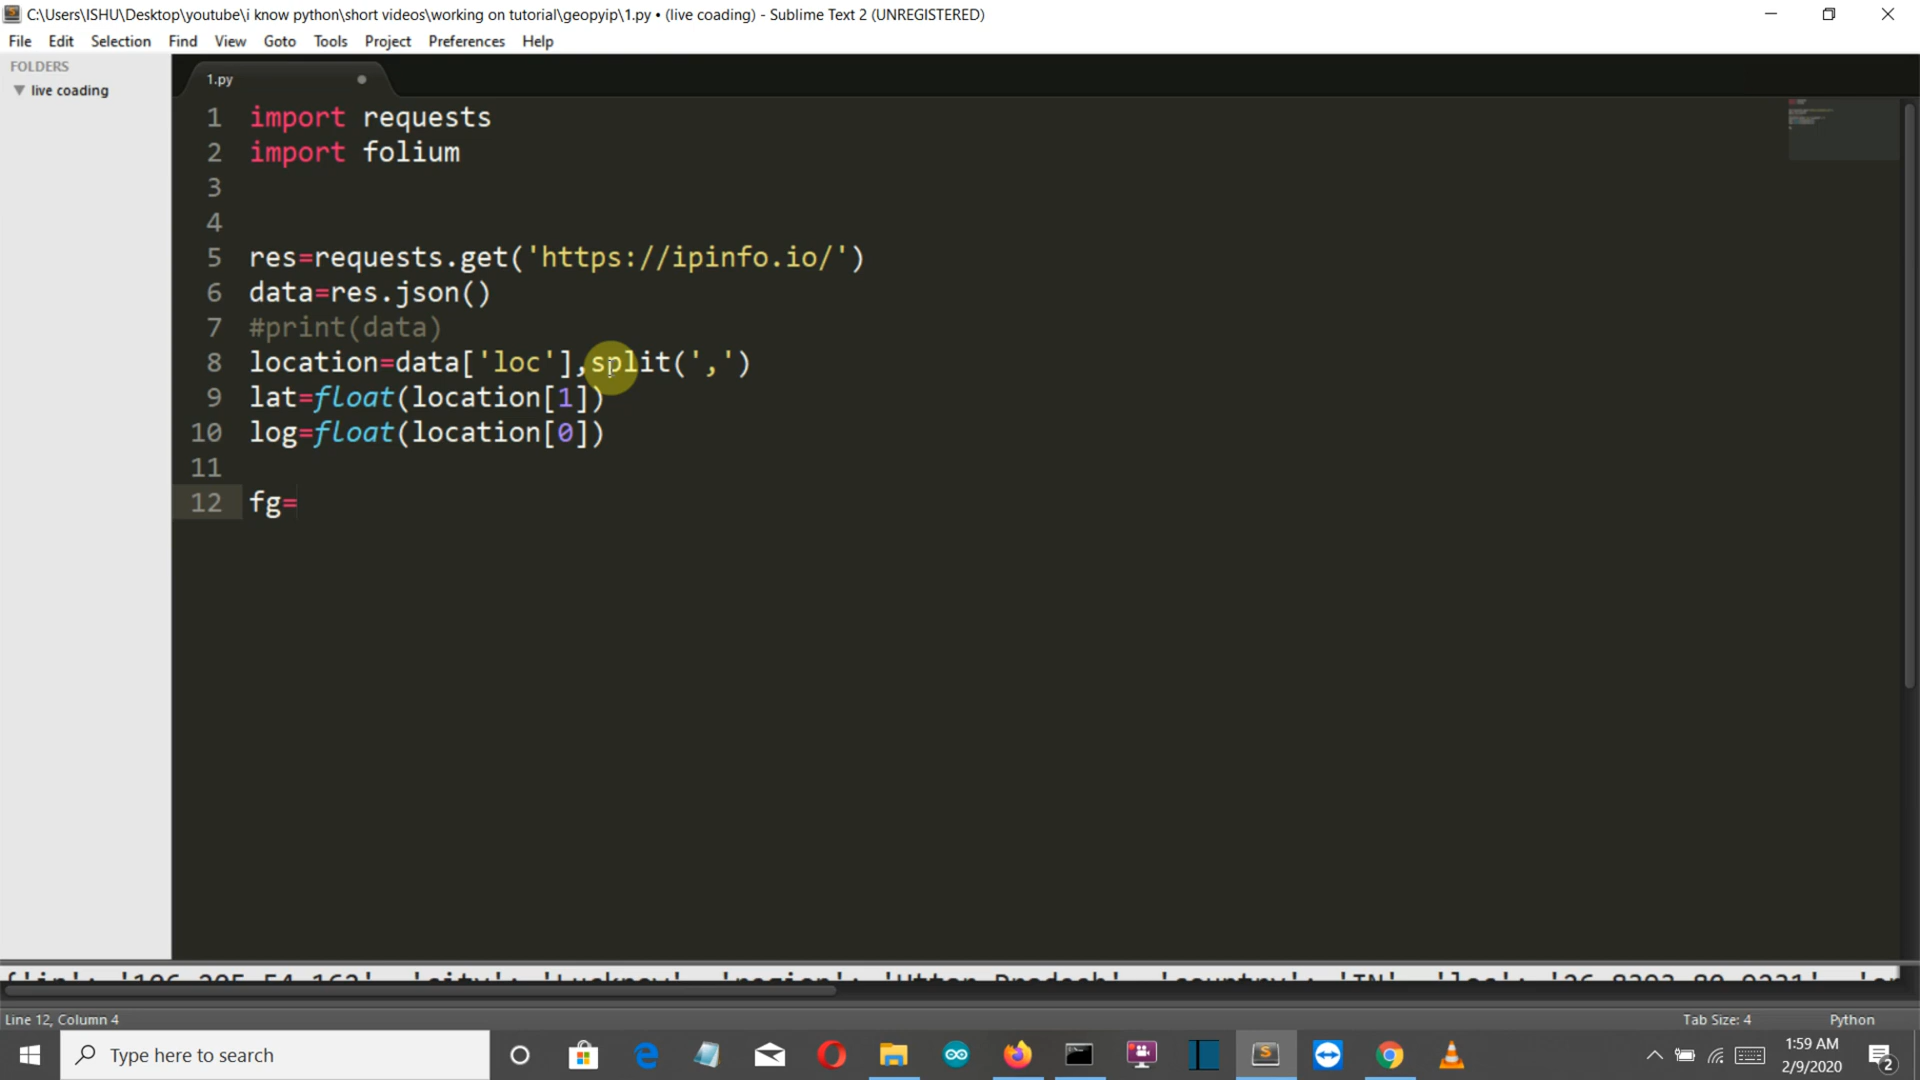 C:\Users\ISHU\Desktop\youtube\i know python\short videos\working on tutorial\geopyip\1.py • (live coading) - Sublime Text 2 (UNREGISTERED)
File Edit Selection Find View Goto Tools Project Preferences Help
FOLDERS
live coading
1.py
1 import requests
2 import folium
3
4
5 res=requests.get('https://ipinfo.io/')
6 data=res.json()
7 #print(data)
8 location=data['loc'],split(',')
9 lat=float(location[1])
10 log=float(location[0])
11
12 fg=
Line 12, Column 4
Tab Size: 4 Python
Type here to search
1:59 AM
2/9/2020
2